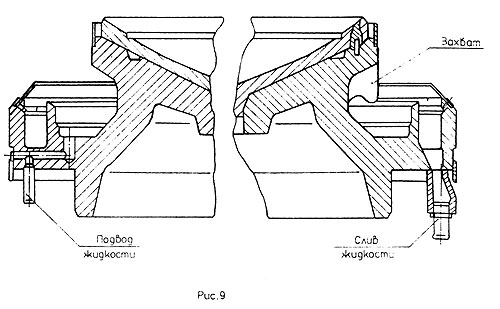 Захват
Подвод
жидкости
Слив
жидкости
Рис.9